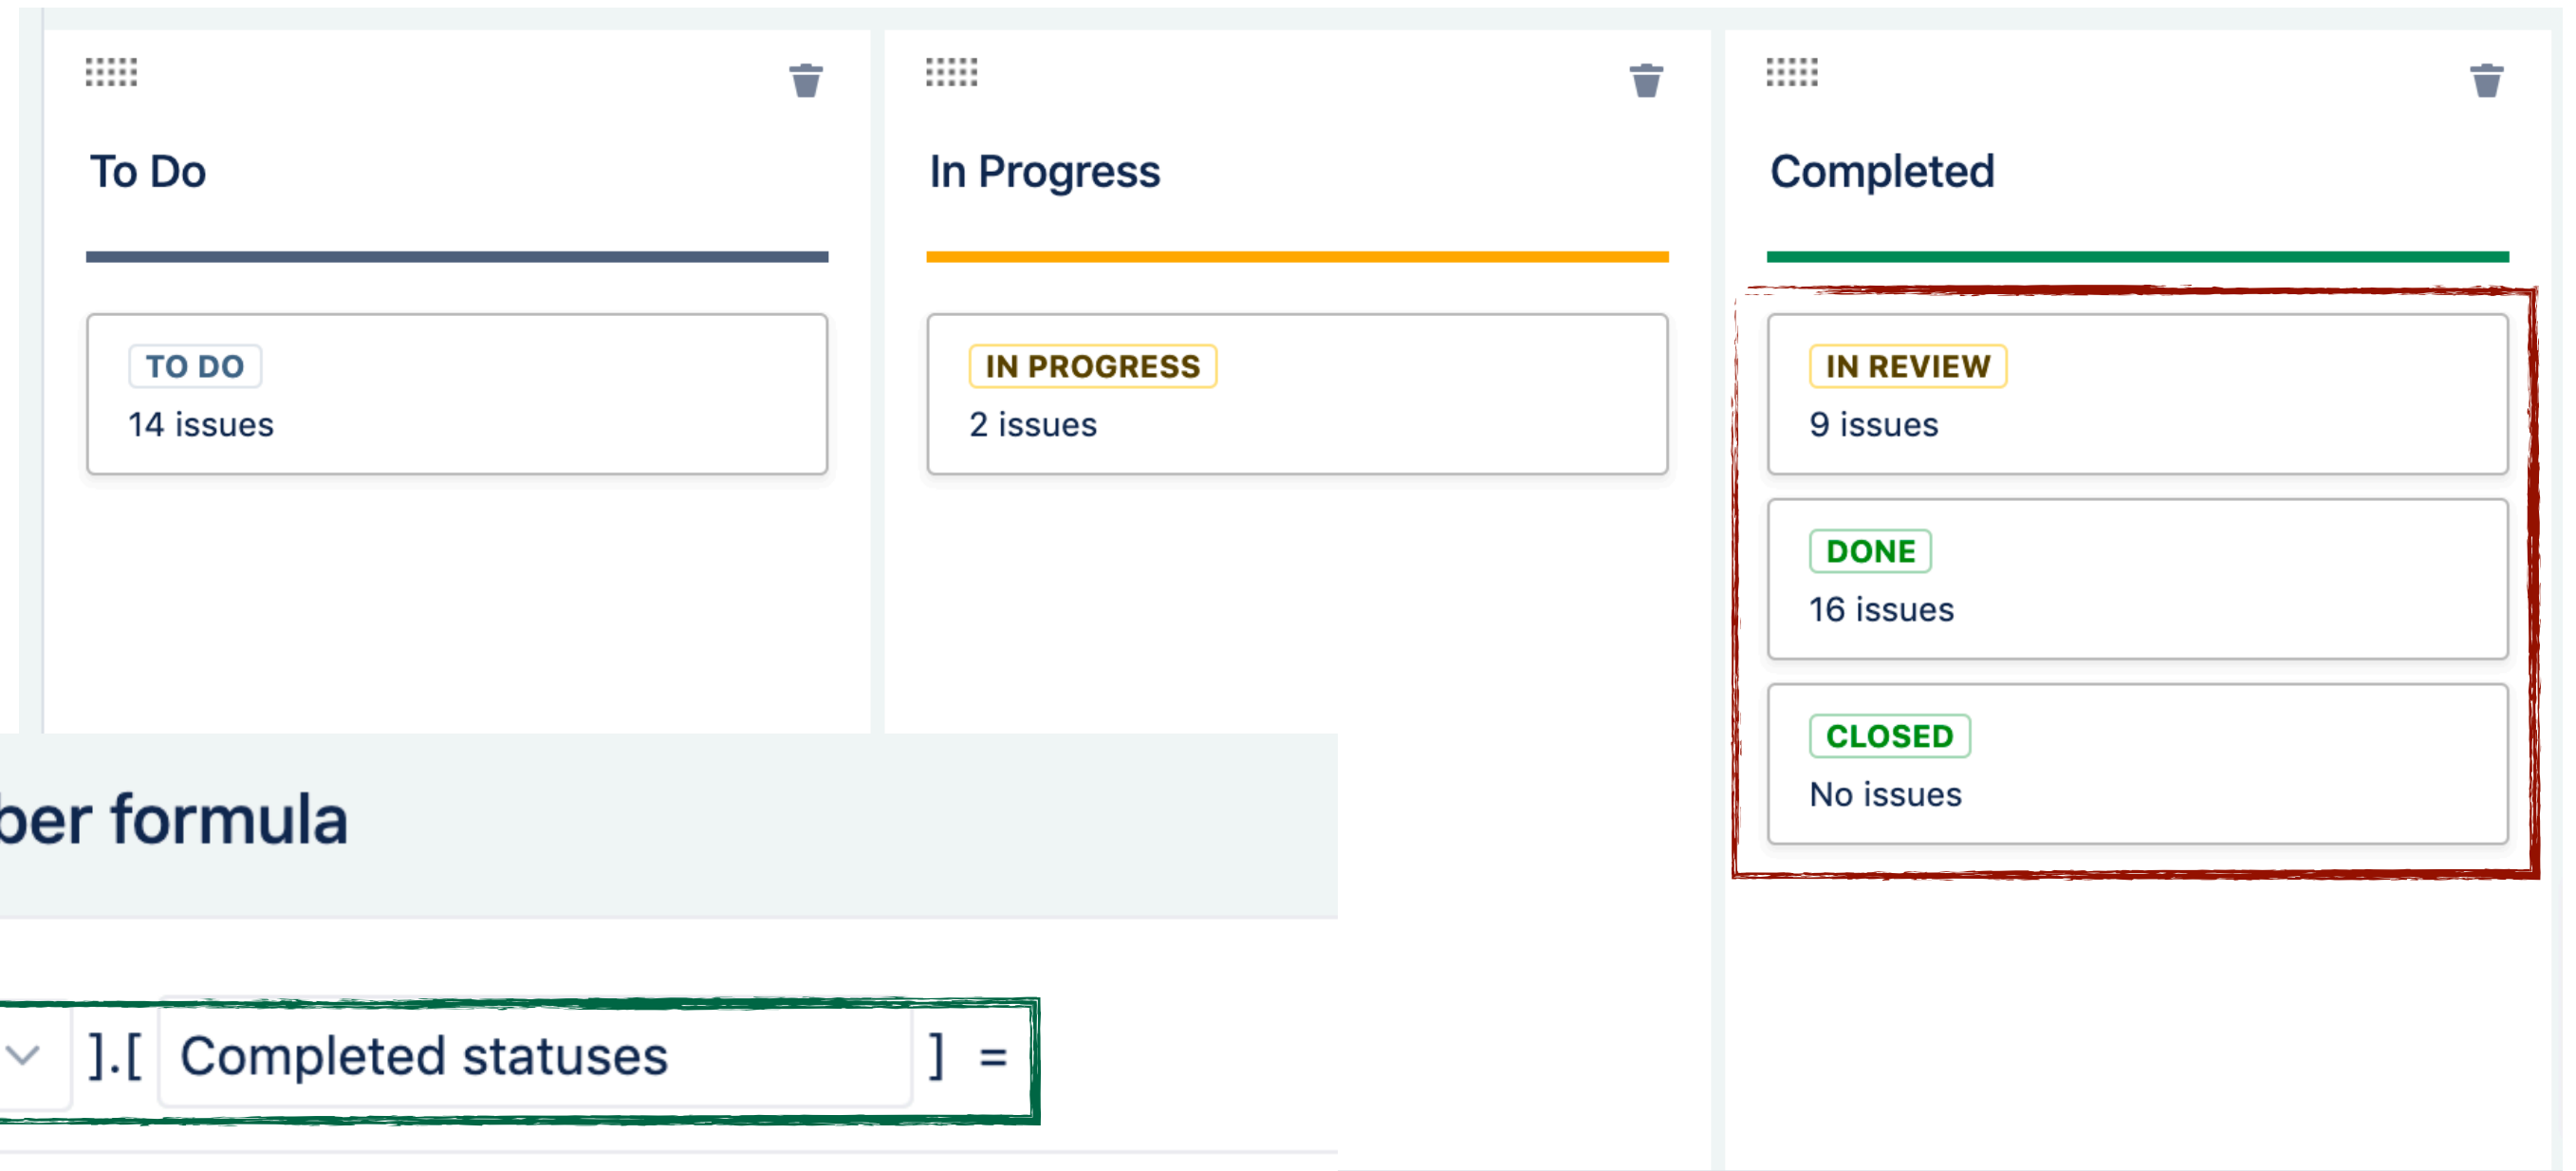 To Do
TO DO
14 issues
In Progress
IN PROGRESS
2 issues
Completed
IN REVIEW
9 issues
DONE
16 issues
CLOSED
No issues
ber formula
].[ Completed statuses ] =